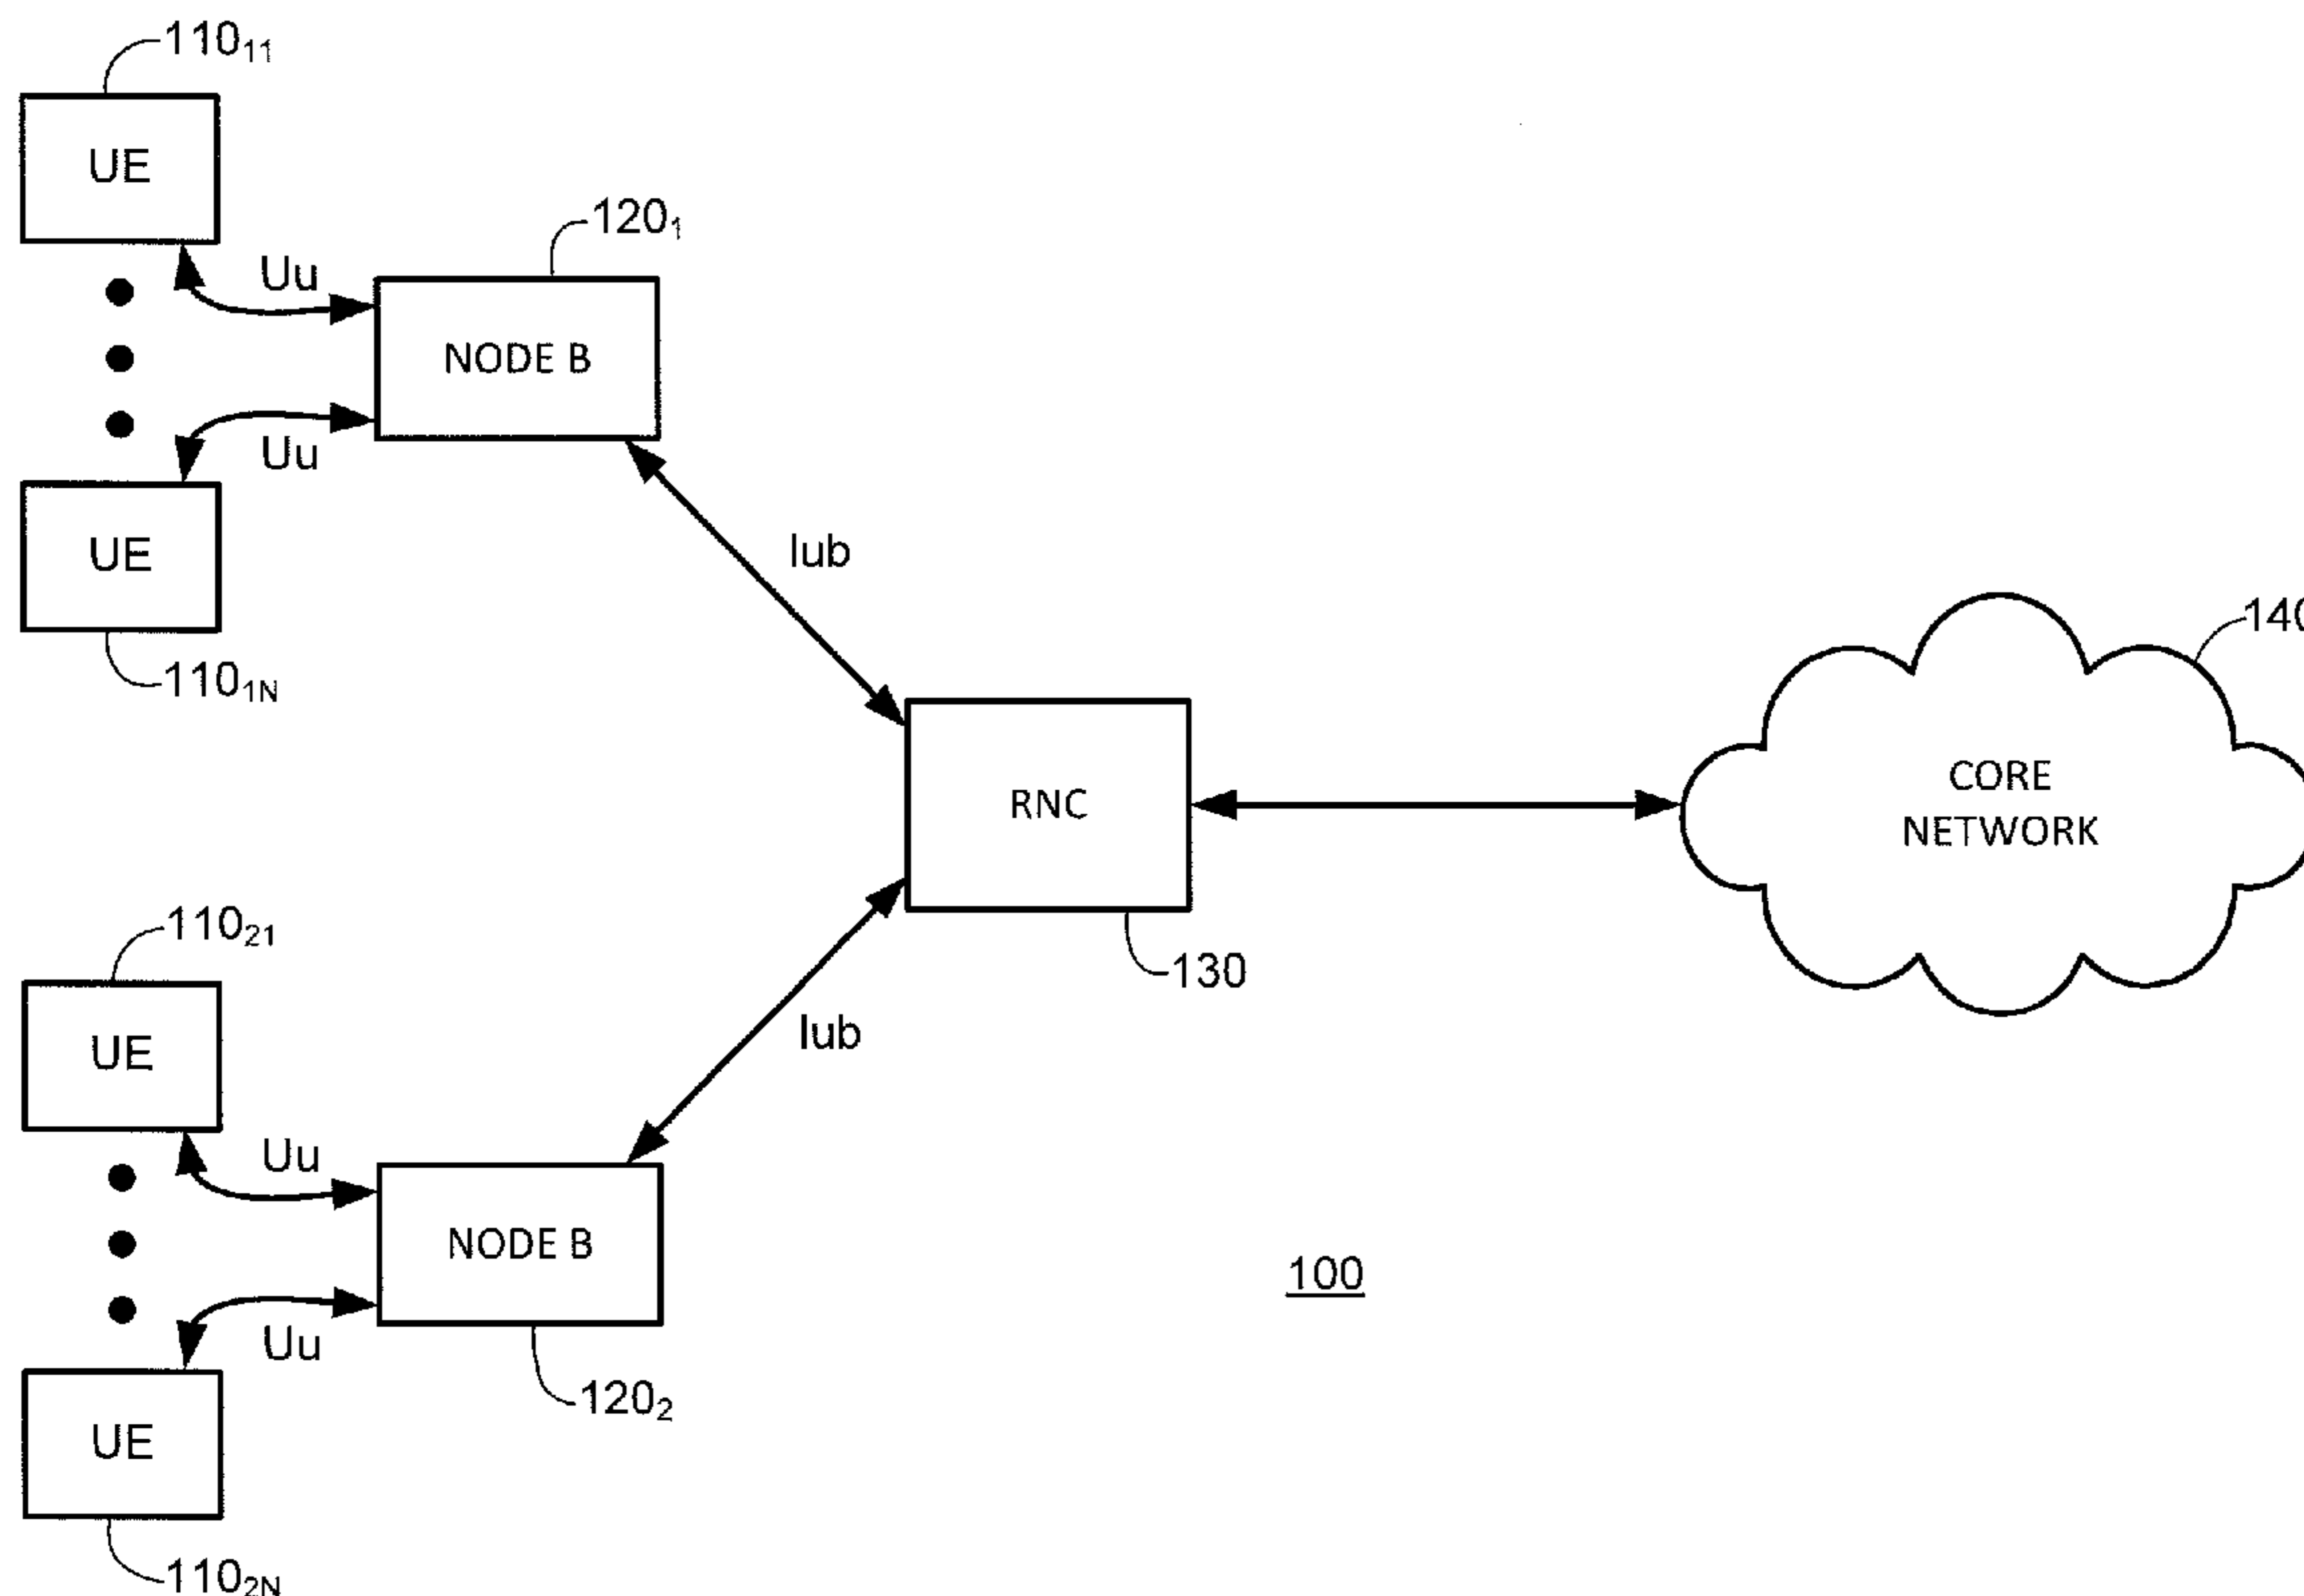 110₁₁
UE
120₁
Uu
NODE B
Uu
UE
Iub
110₁N
140
CORE
NETWORK
RNC
110₂₁
130
UE
Iub
Uu
NODE B
100
Uu
120₂
UE
110₂N